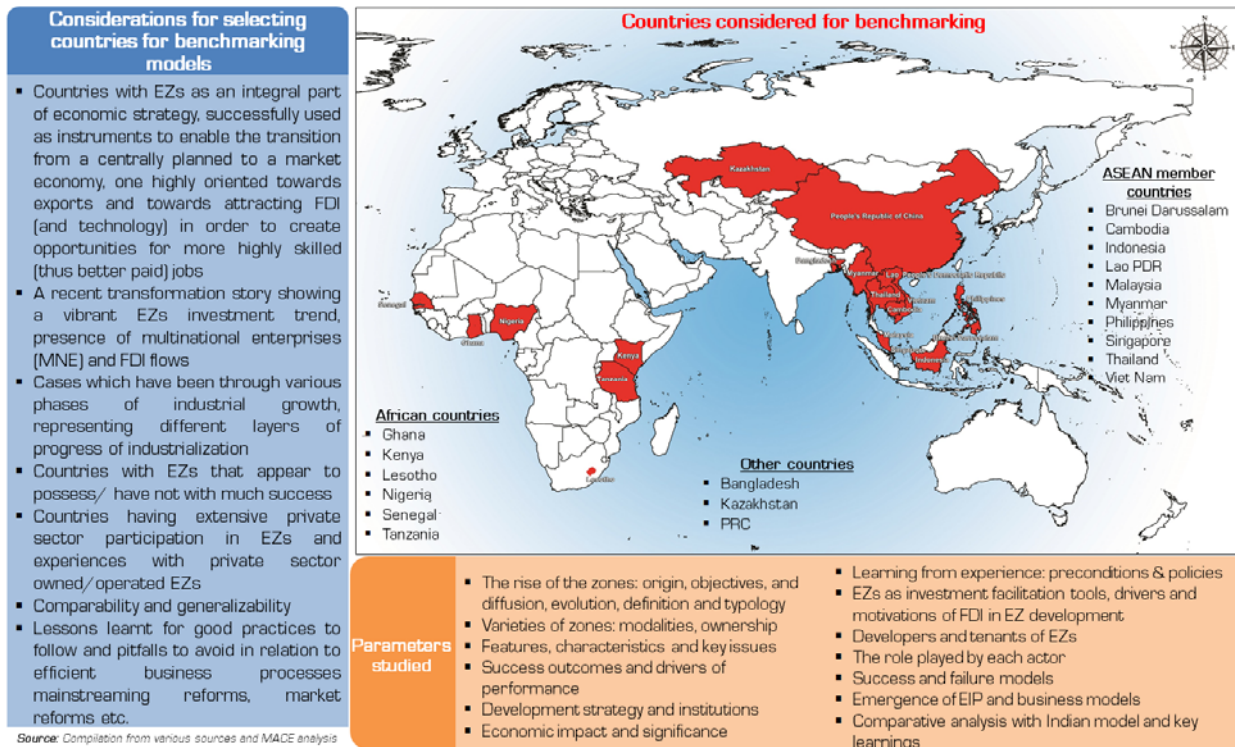 Considerations for selecting
countries for benchmarking
models
▪ Countries with EZs as an integral part
of economic strategy, successfully used
as instruments to enable the transition
from a centrally planned to a market
economy, one highly oriented towards
exports and towards attracting FDI
(and technology) in order to create
opportunities for more highly skilled
(thus better paid) jobs
▪ A recent transformation story showing
a vibrant EZs investment trend,
presence of multinational enterprises
(MNE) and FDI flows
▪ Cases which have been through various
phases of industrial growth,
representing different layers of
progress of industrialization
▪ Countries with EZs that appear to
possess/ have not with much success
▪ Countries having extensive private
sector participation in EZs and
experiences with private sector
owned/operated EZs
▪ Comparability and generalizability
▪ Lessons learnt for good practices to
follow and pitfalls to avoid in relation to
efficient business processes
mainstreaming reforms, market
reforms etc.
Source: Compilation from various sources and MACE analysis
Countries considered for benchmarking
N
W
E
S
Kazakhstan
People's Republic of China
Bangladesh
Myanmar
Lao People's Democratic Republic
Thailand
Vietnam
Cambodia
Philippines
Malaysia
Indonesia
Senegal
Ghana
Nigeria
Kenya
Tanzania
Lesotho
African countries
▪ Ghana
▪ Kenya
▪ Lesotho
▪ Nigeria
▪ Senegal
▪ Tanzania
Other countries
▪ Bangladesh
▪ Kazakhstan
▪ PRC
ASEAN member
countries
▪ Brunei Darussalam
▪ Cambodia
▪ Indonesia
▪ Lao PDR
▪ Malaysia
▪ Myanmar
▪ Philippines
▪ Singapore
▪ Thailand
▪ Viet Nam
Parameters
studied
▪ The rise of the zones: origin, objectives, and
diffusion, evolution, definition and typology
▪ Varieties of zones: modalities, ownership
▪ Features, characteristics and key issues
▪ Success outcomes and drivers of
performance
▪ Development strategy and institutions
▪ Economic impact and significance
▪ Learning from experience: preconditions & policies
▪ EZs as investment facilitation tools, drivers and
motivations of FDI in EZ development
▪ Developers and tenants of EZs
▪ The role played by each actor
▪ Success and failure models
▪ Emergence of EIP and business models
▪ Comparative analysis with Indian model and key
learnings